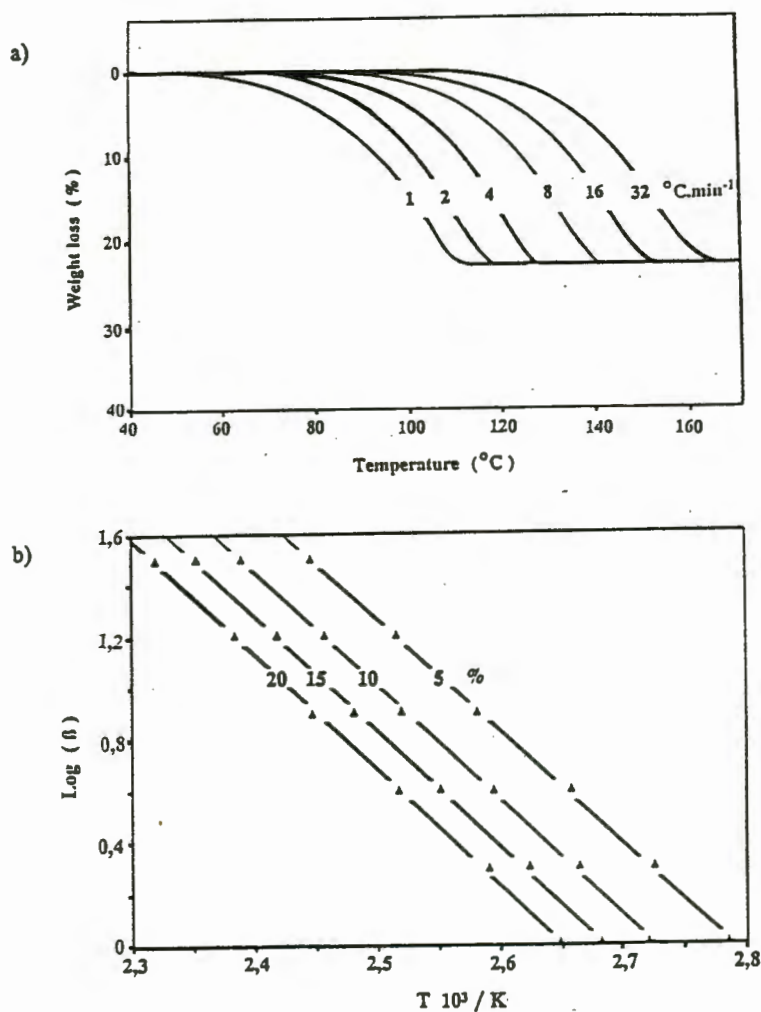 a)
0
10
20
30
40
Weight loss (%)
1 2 4 8 16 32 °C.min⁻¹
40 60 80 100 120 140 160
Temperature (°C)
b)
1,6
1,2
0,8
0,4
0
Log (ß)
20 15 10 5 %
2,3 2,4 2,5 2,6 2,7 2,8
T 10³ / K